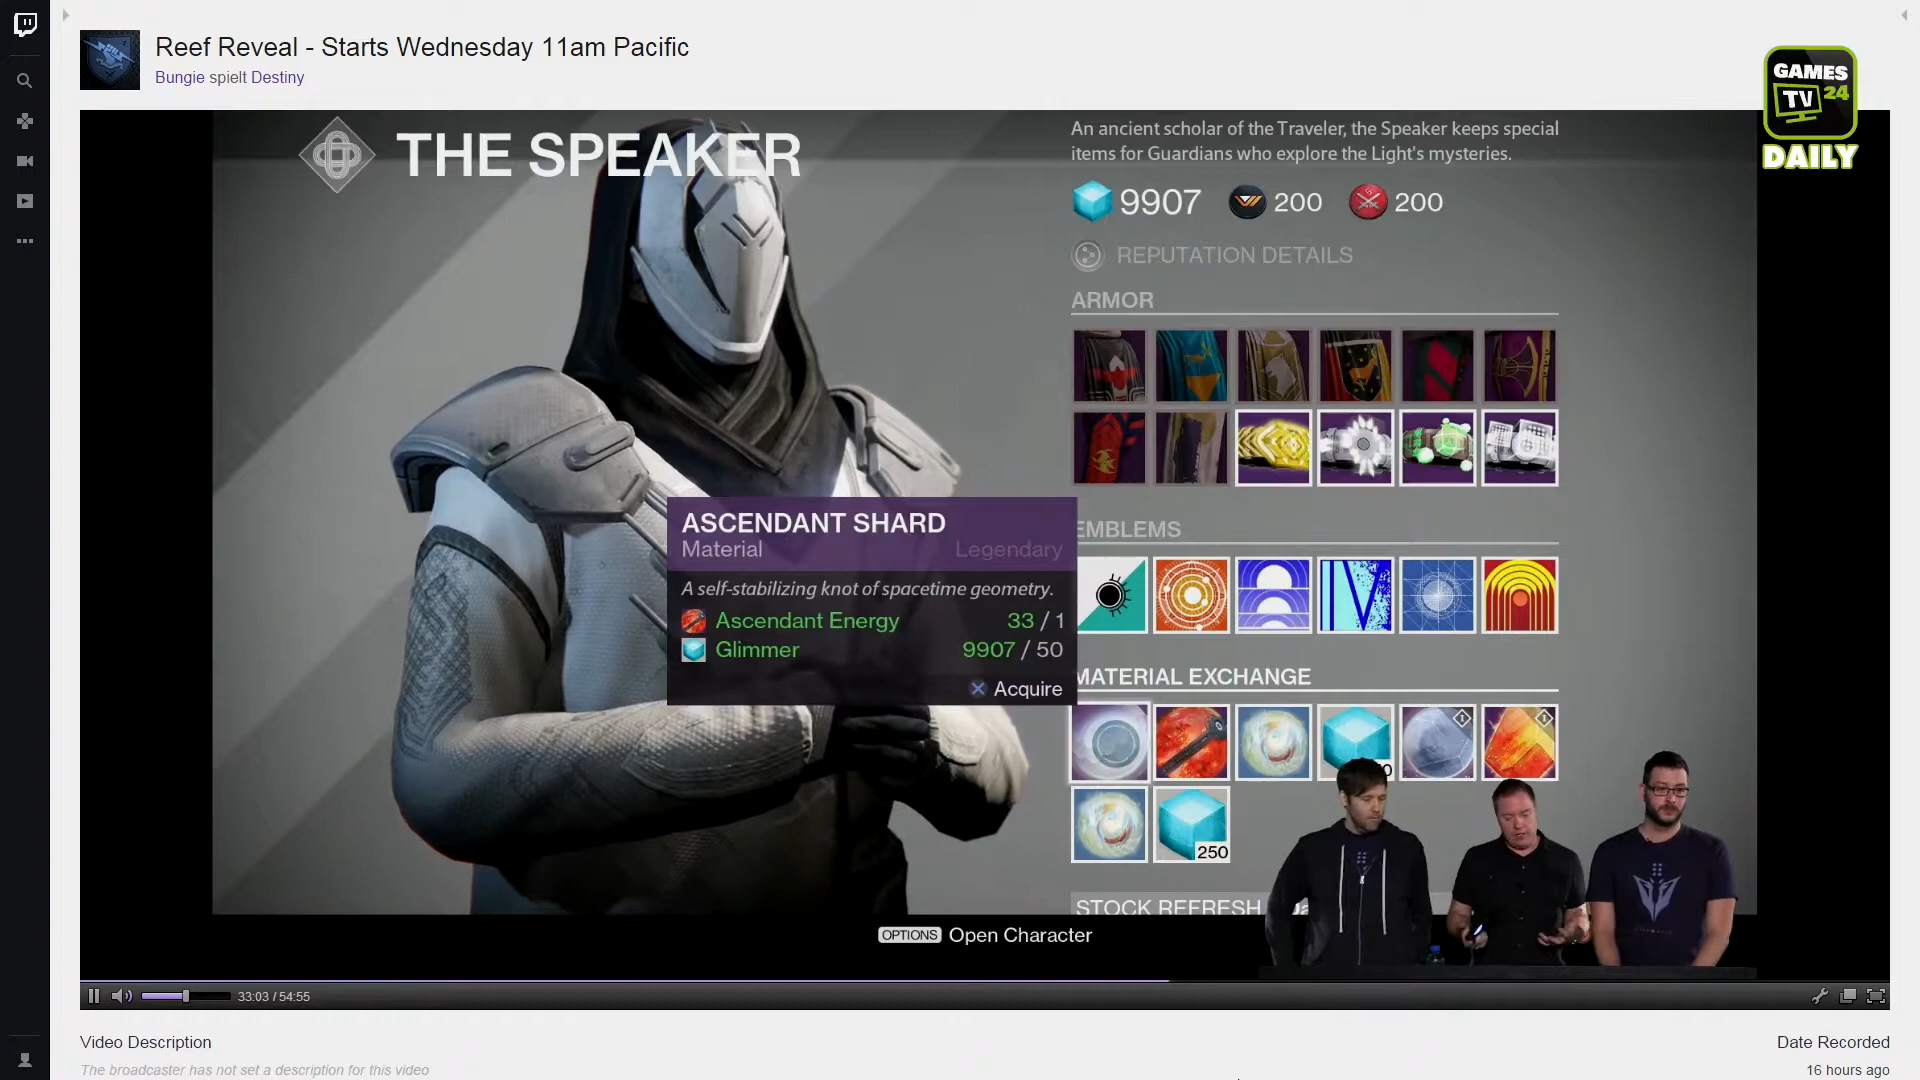 Reef Reveal - Starts Wednesday 11am Pacific
Bungie spielt Destiny
GAMES
TV 24
DAILY
THE SPEAKER
An ancient scholar of the Traveler, the Speaker keeps special
items for Guardians who explore the Light's mysteries.
9907 200 200
REPUTATION DETAILS
ARMOR
ASCENDANT SHARD
Material Legendary
A self-stabilizing knot of spacetime geometry.
Ascendant Energy 33 / 1
Glimmer 9907 / 50
Acquire
EMBLEMS
IV
MATERIAL EXCHANGE
250
STOCK REFRESH
OPTIONS Open Character
33:03 / 54:55
Video Description
Date Recorded
The broadcaster has not set a description for this video
16 hours ago